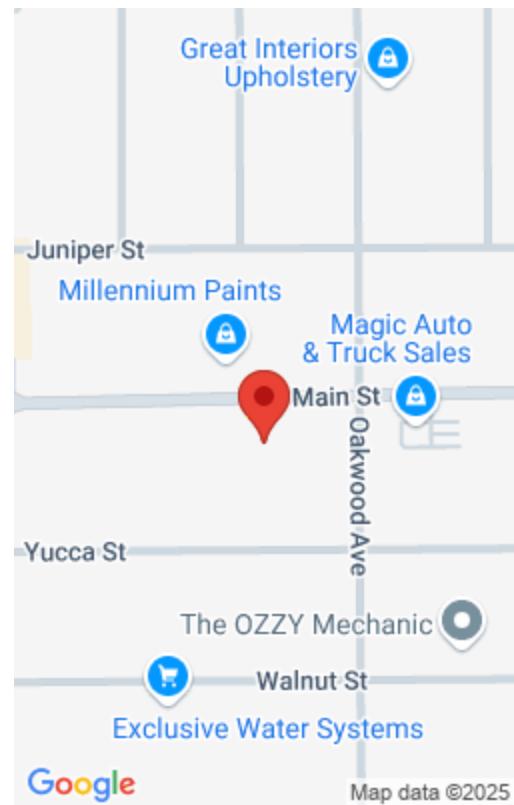 Great Interiors
Upholstery
Juniper St
Millennium Paints
Magic Auto
& Truck Sales
Main St
Oakwood Ave
Yucca St
The OZZY Mechanic
Walnut St
Exclusive Water Systems
Google
Map data ©2025